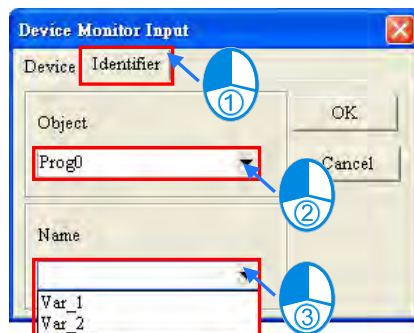 Device Monitor Input
Device Identifier
①
Object
OK
Prog0
Cancel
②
Name
③
Var_1
Var_2